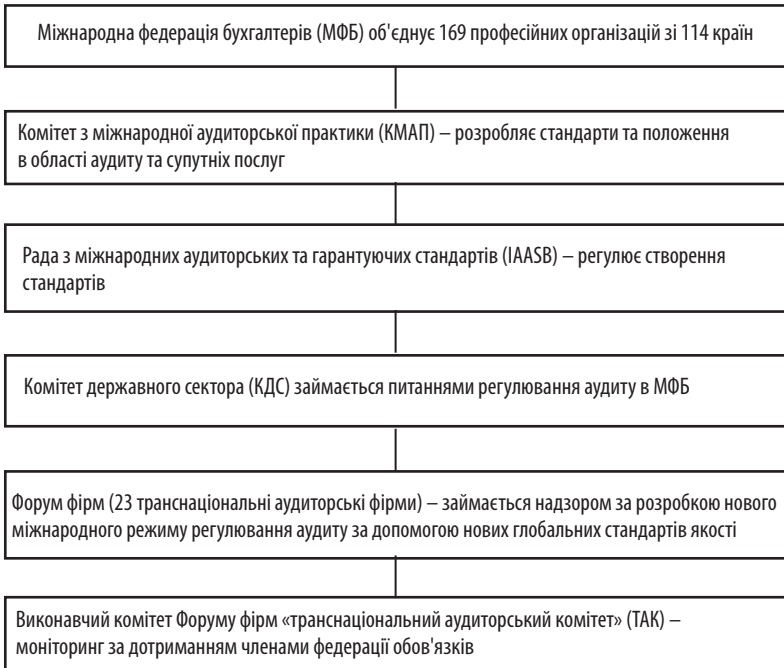 Міжнародна федерація бухгалтерів (МФБ) об'єднує 169 професійних організацій зі 114 країн
Комітет з міжнародної аудиторської практики (КМАП) – розробляє стандарти та положення
в області аудиту та супутніх послуг
Рада з міжнародних аудиторських та гарантуючих стандартів (IAASB) – регулює створення
стандартів
Комітет державного сектора (КДС) займається питаннями регулювання аудиту в МФБ
Форум фірм (23 транснаціональні аудиторські фірми) – займається надзором за розробкою нового
міжнародного режиму регулювання аудиту за допомогою нових глобальних стандартів якості
Виконавчий комітет Форуму фірм «транснаціональний аудиторський комітет» (ТАК) –
моніторинг за дотриманням членами федерації обов'язків